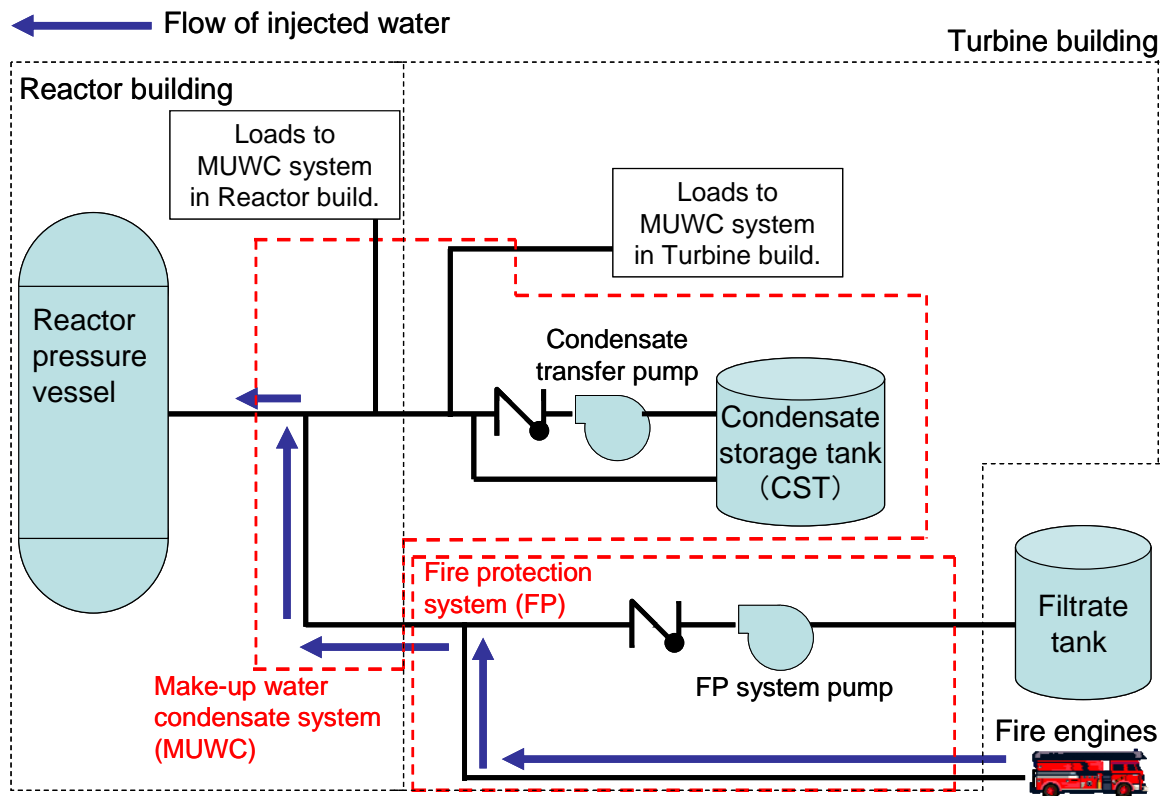 Flow of injected water
Turbine building
Reactor building
Loads to
MUWC system
in Reactor build.
Loads to
MUWC system
in Turbine build.
Reactor
pressure
vessel
Condensate
transfer pump
Condensate
storage tank
（CST）
Fire protection
system (FP)
Filtrate
tank
FP system pump
Make-up water
condensate system
(MUWC)
Fire engines